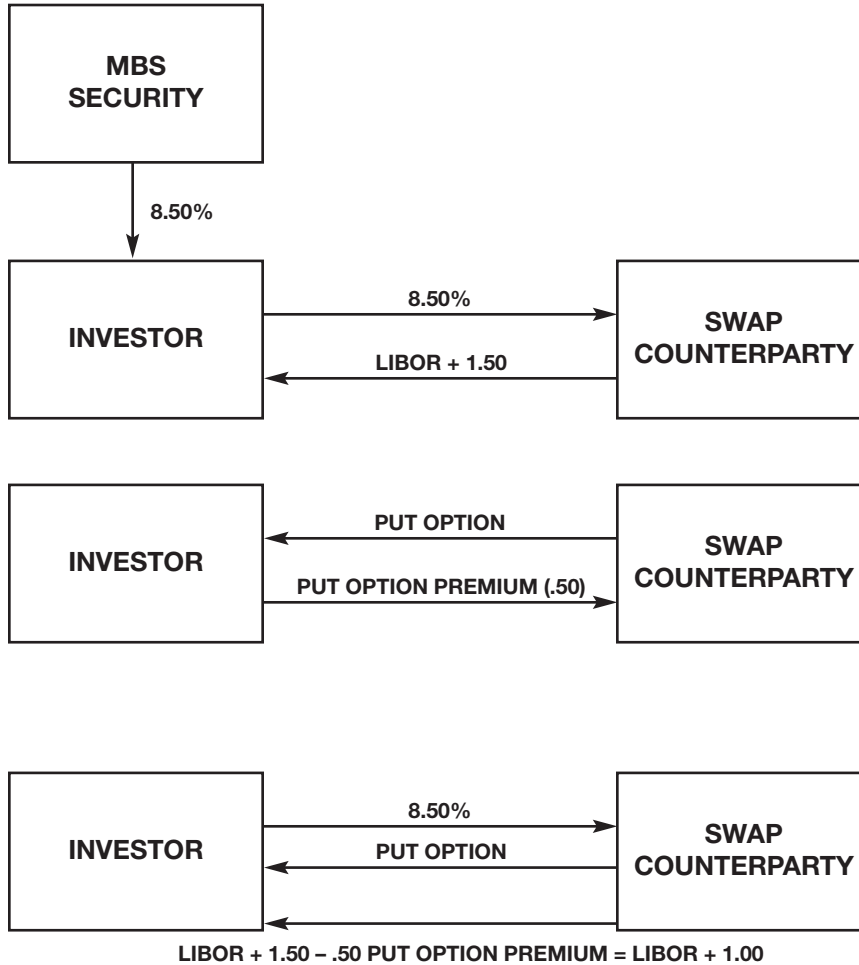 MBS
SECURITY
8.50%
INVESTOR
8.50%
LIBOR + 1.50
SWAP
COUNTERPARTY
INVESTOR
PUT OPTION
PUT OPTION PREMIUM (.50)
SWAP
COUNTERPARTY
INVESTOR
8.50%
PUT OPTION
SWAP
COUNTERPARTY
LIBOR + 1.50 – .50 PUT OPTION PREMIUM = LIBOR + 1.00